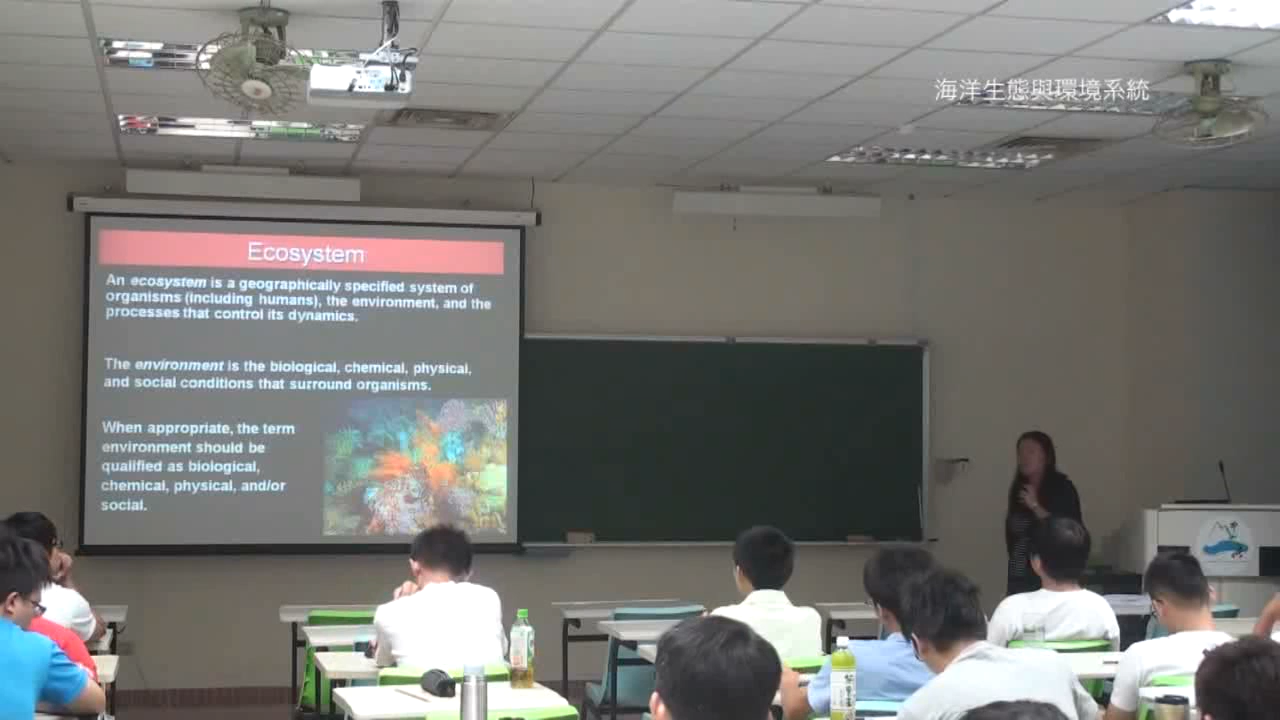 海洋生態與環境系統
Ecosystem
An ecosystem is a geographically specified system of
organisms (including humans), the environment, and the
processes that control its dynamics.
The environment is the biological, chemical, physical,
and social conditions that surround organisms.
When appropriate, the term
environment should be
qualified as biological,
chemical, physical, and/or
social.